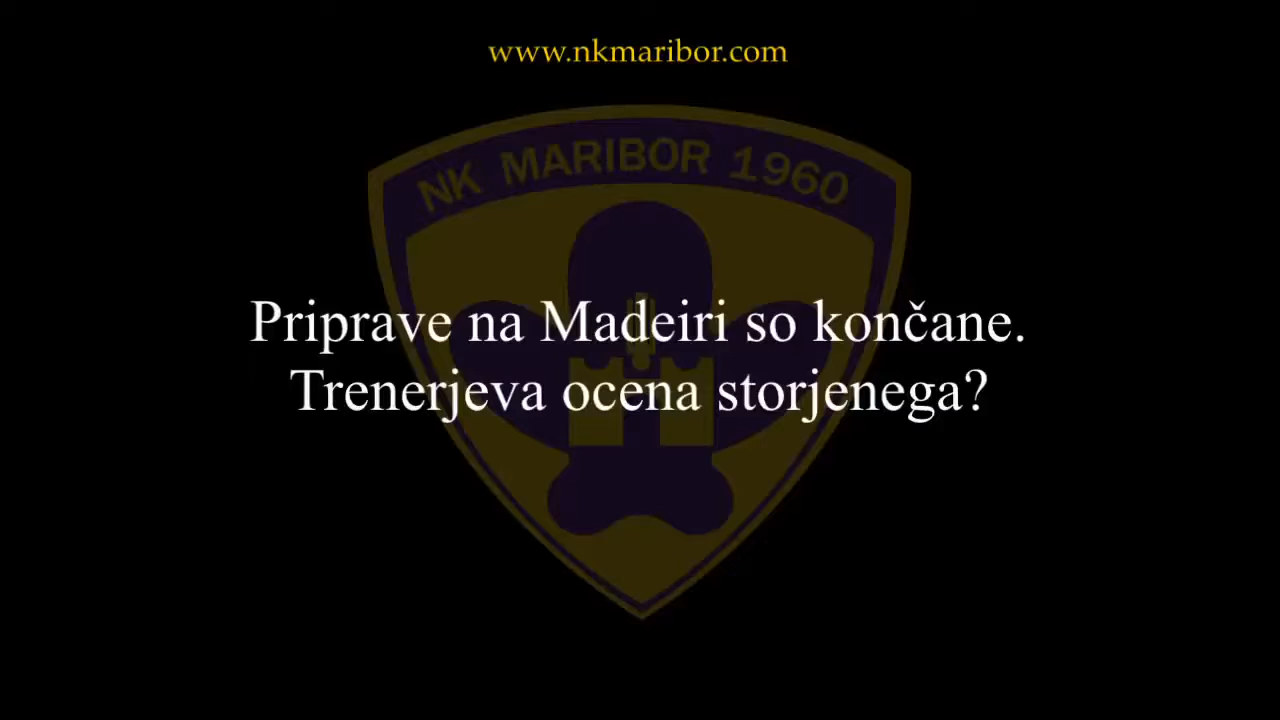 www.nkmaribor.com
NK MARIBOR 1960
Priprave na Madeiri so končane.
Trenerjeva ocena storjenega?